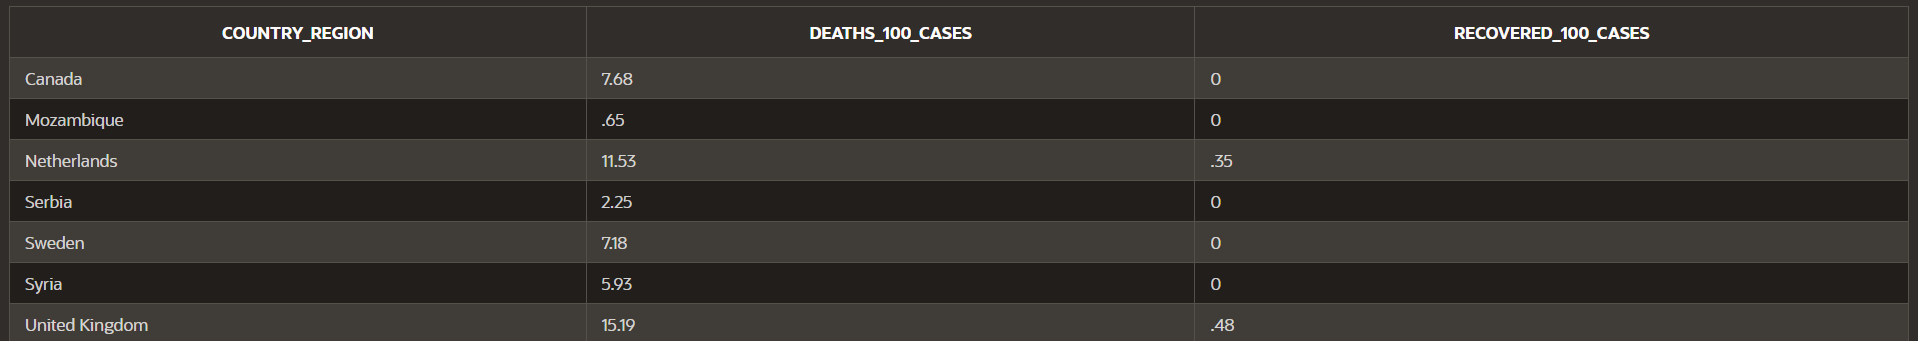 COUNTRY_REGION DEATHS_100_CASES RECOVERED_100_CASES
Canada 7.68 0
Mozambique .65 0
Netherlands 11.53 .35
Serbia 2.25 0
Sweden 7.18 0
Syria 5.93 0
United Kingdom 15.19 .48